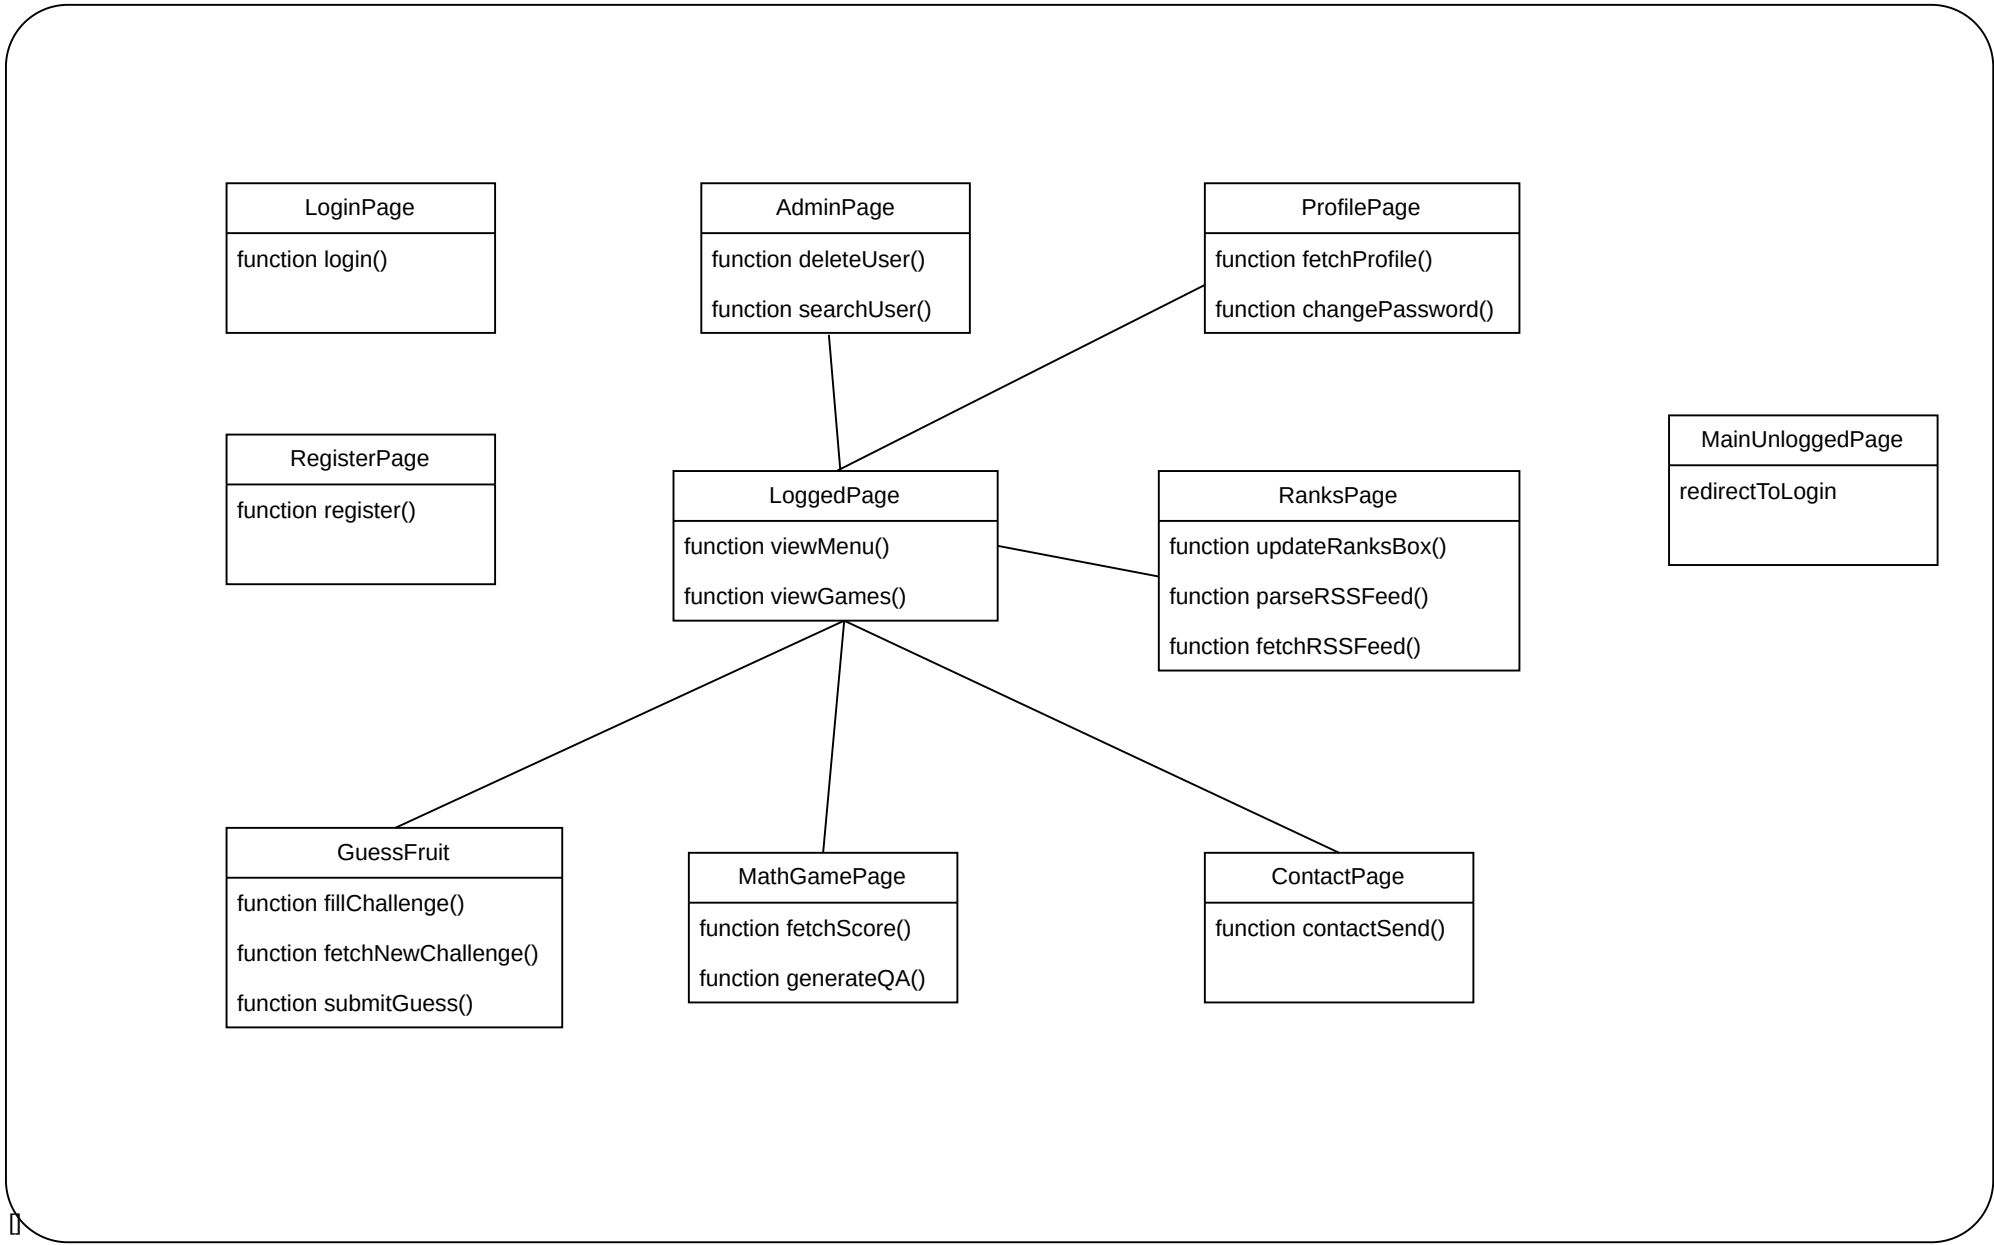 LoginPage
function login()
AdminPage
function deleteUser()
function searchUser()
ProfilePage
function fetchProfile()
function changePassword()
RegisterPage
function register()
LoggedPage
function viewMenu()
function viewGames()
RanksPage
function updateRanksBox()
function parseRSSFeed()
function fetchRSSFeed()
MainUnloggedPage
redirectToLogin
GuessFruit
function fillChallenge()
function fetchNewChallenge()
function submitGuess()
MathGamePage
function fetchScore()
function generateQA()
ContactPage
function contactSend()